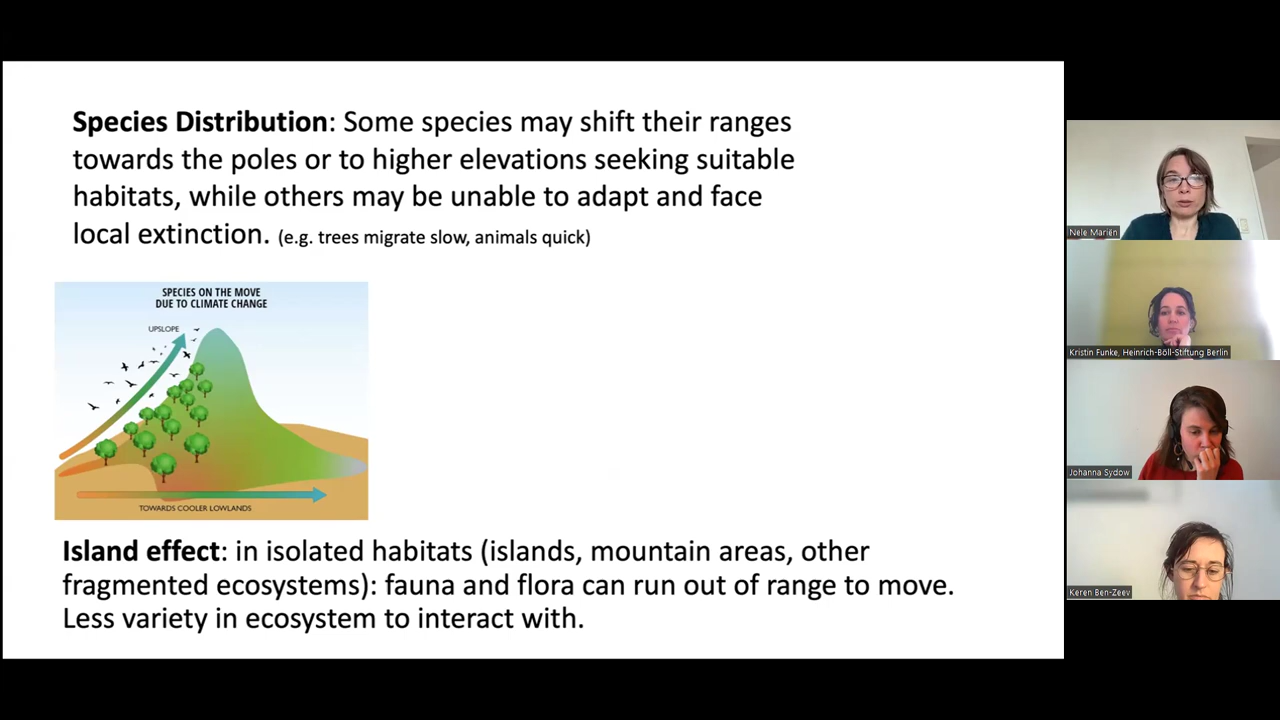 Species Distribution: Some species may shift their ranges
towards the poles or to higher elevations seeking suitable
habitats, while others may be unable to adapt and face
local extinction. (e.g. trees migrate slow, animals quick)
SPECIES ON THE MOVE
DUE TO CLIMATE CHANGE
UPSLOPE
TOWARDS COOLER LOWLANDS
Island effect: in isolated habitats (islands, mountain areas, other
fragmented ecosystems): fauna and flora can run out of range to move.
Less variety in ecosystem to interact with.
Nele Mariën
Kristin Funke, Heinrich-Böll-Stiftung Berlin
Johanna Sydow
Keren Ben-Zeev